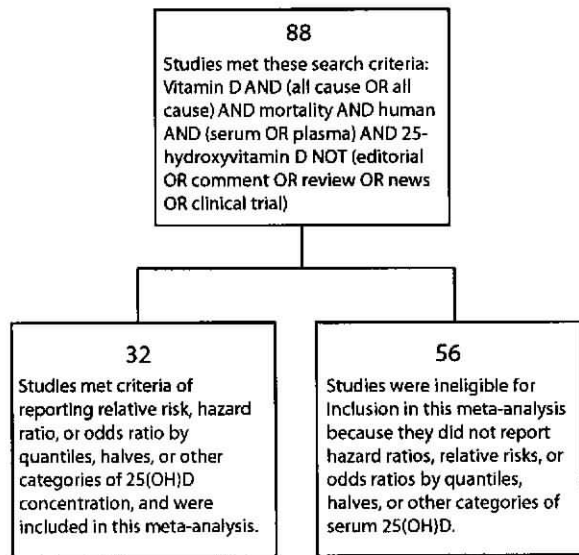 88
Studies met these search criteria:
Vitamin D AND (all cause OR all
cause) AND mortality AND human
AND (serum OR plasma) AND 25-
hydroxyvitamin D NOT (editorial
OR comment OR review OR news
OR clinical trial)
32
Studies met criteria of
reporting relative risk, hazard
ratio, or odds ratio by
quantiles, halves, or other
categories of 25(OH)D
concentration, and were
included in this meta-analysis.
56
Studies were ineligible for
inclusion in this meta-analysis
because they did not report
hazard ratios, relative risks, or
odds ratios by quantiles,
halves, or other categories of
serum 25(OH)D.